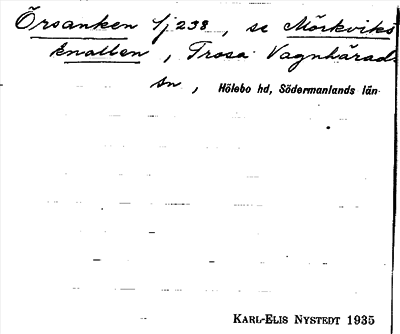 Örsanken 1/j 238, se Mörkviks
knallen, Trosa Vagnhärads
sn, Hölebo hd, Södermanlands län
KARL-ELIS NYSTEDT 1935